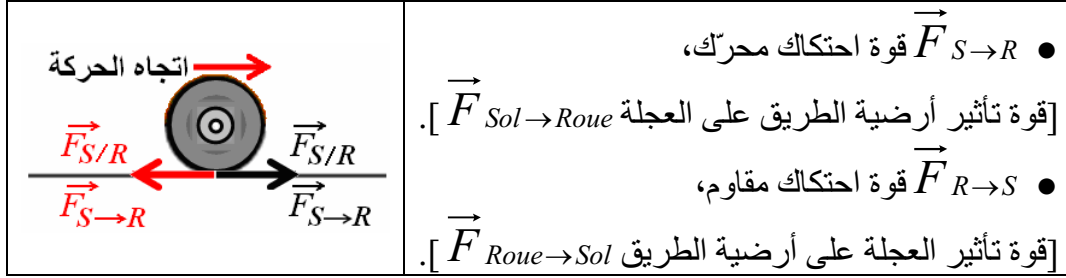 ● F⃗ S→R قوة احتكاك محرّك،
[قوة تأثير أرضية الطريق على العجلة F⃗ Sol→Roue ].
● F⃗ R→S قوة احتكاك مقاوم،
[قوة تأثير العجلة على أرضية الطريق F⃗ Roue→Sol ].
اتجاه الحركة
F⃗S/R
F⃗S/R
F⃗S→R
F⃗S→R